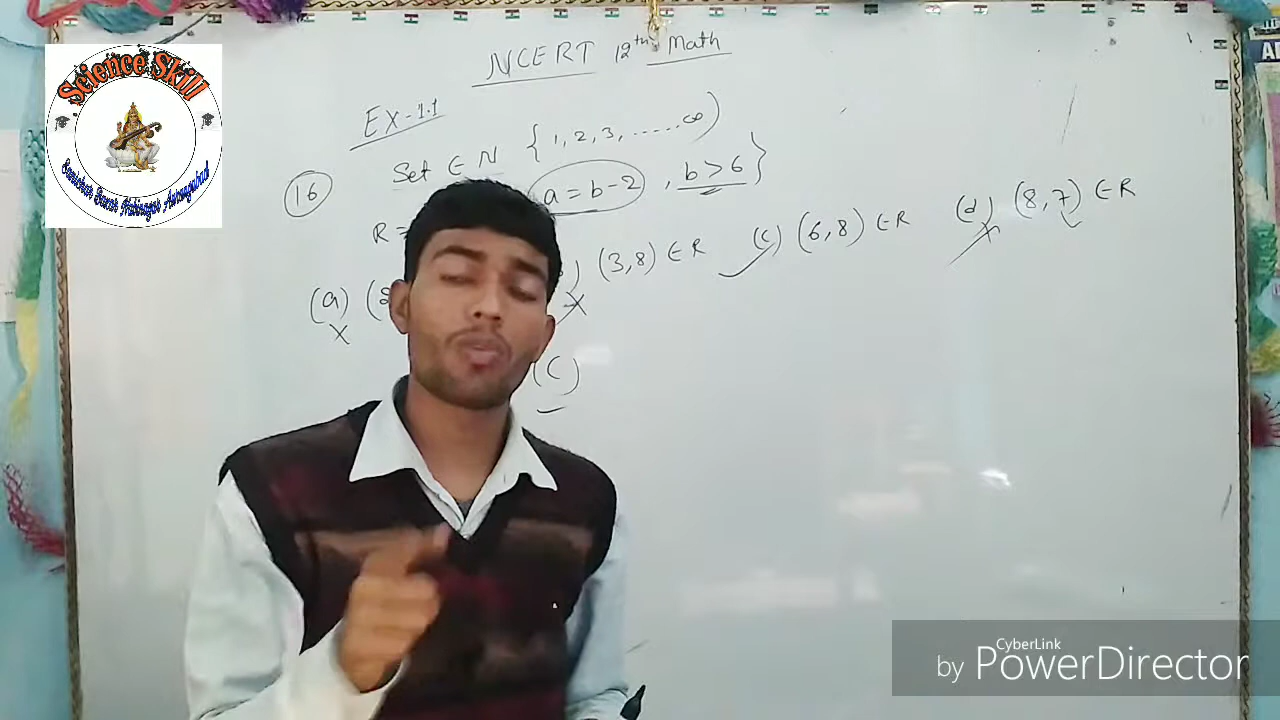 Science Skill
NCERT 12th Math
Ex-1.1
16
Set ∈ N { 1, 2, 3, ......∞)
R = a = b-2 , b > 6 }
(a) ( ) (3,8) ∈ R (c) (6,8) ∈ R (d) (8,7) ∈ R
(C)
CyberLink
by PowerDirector